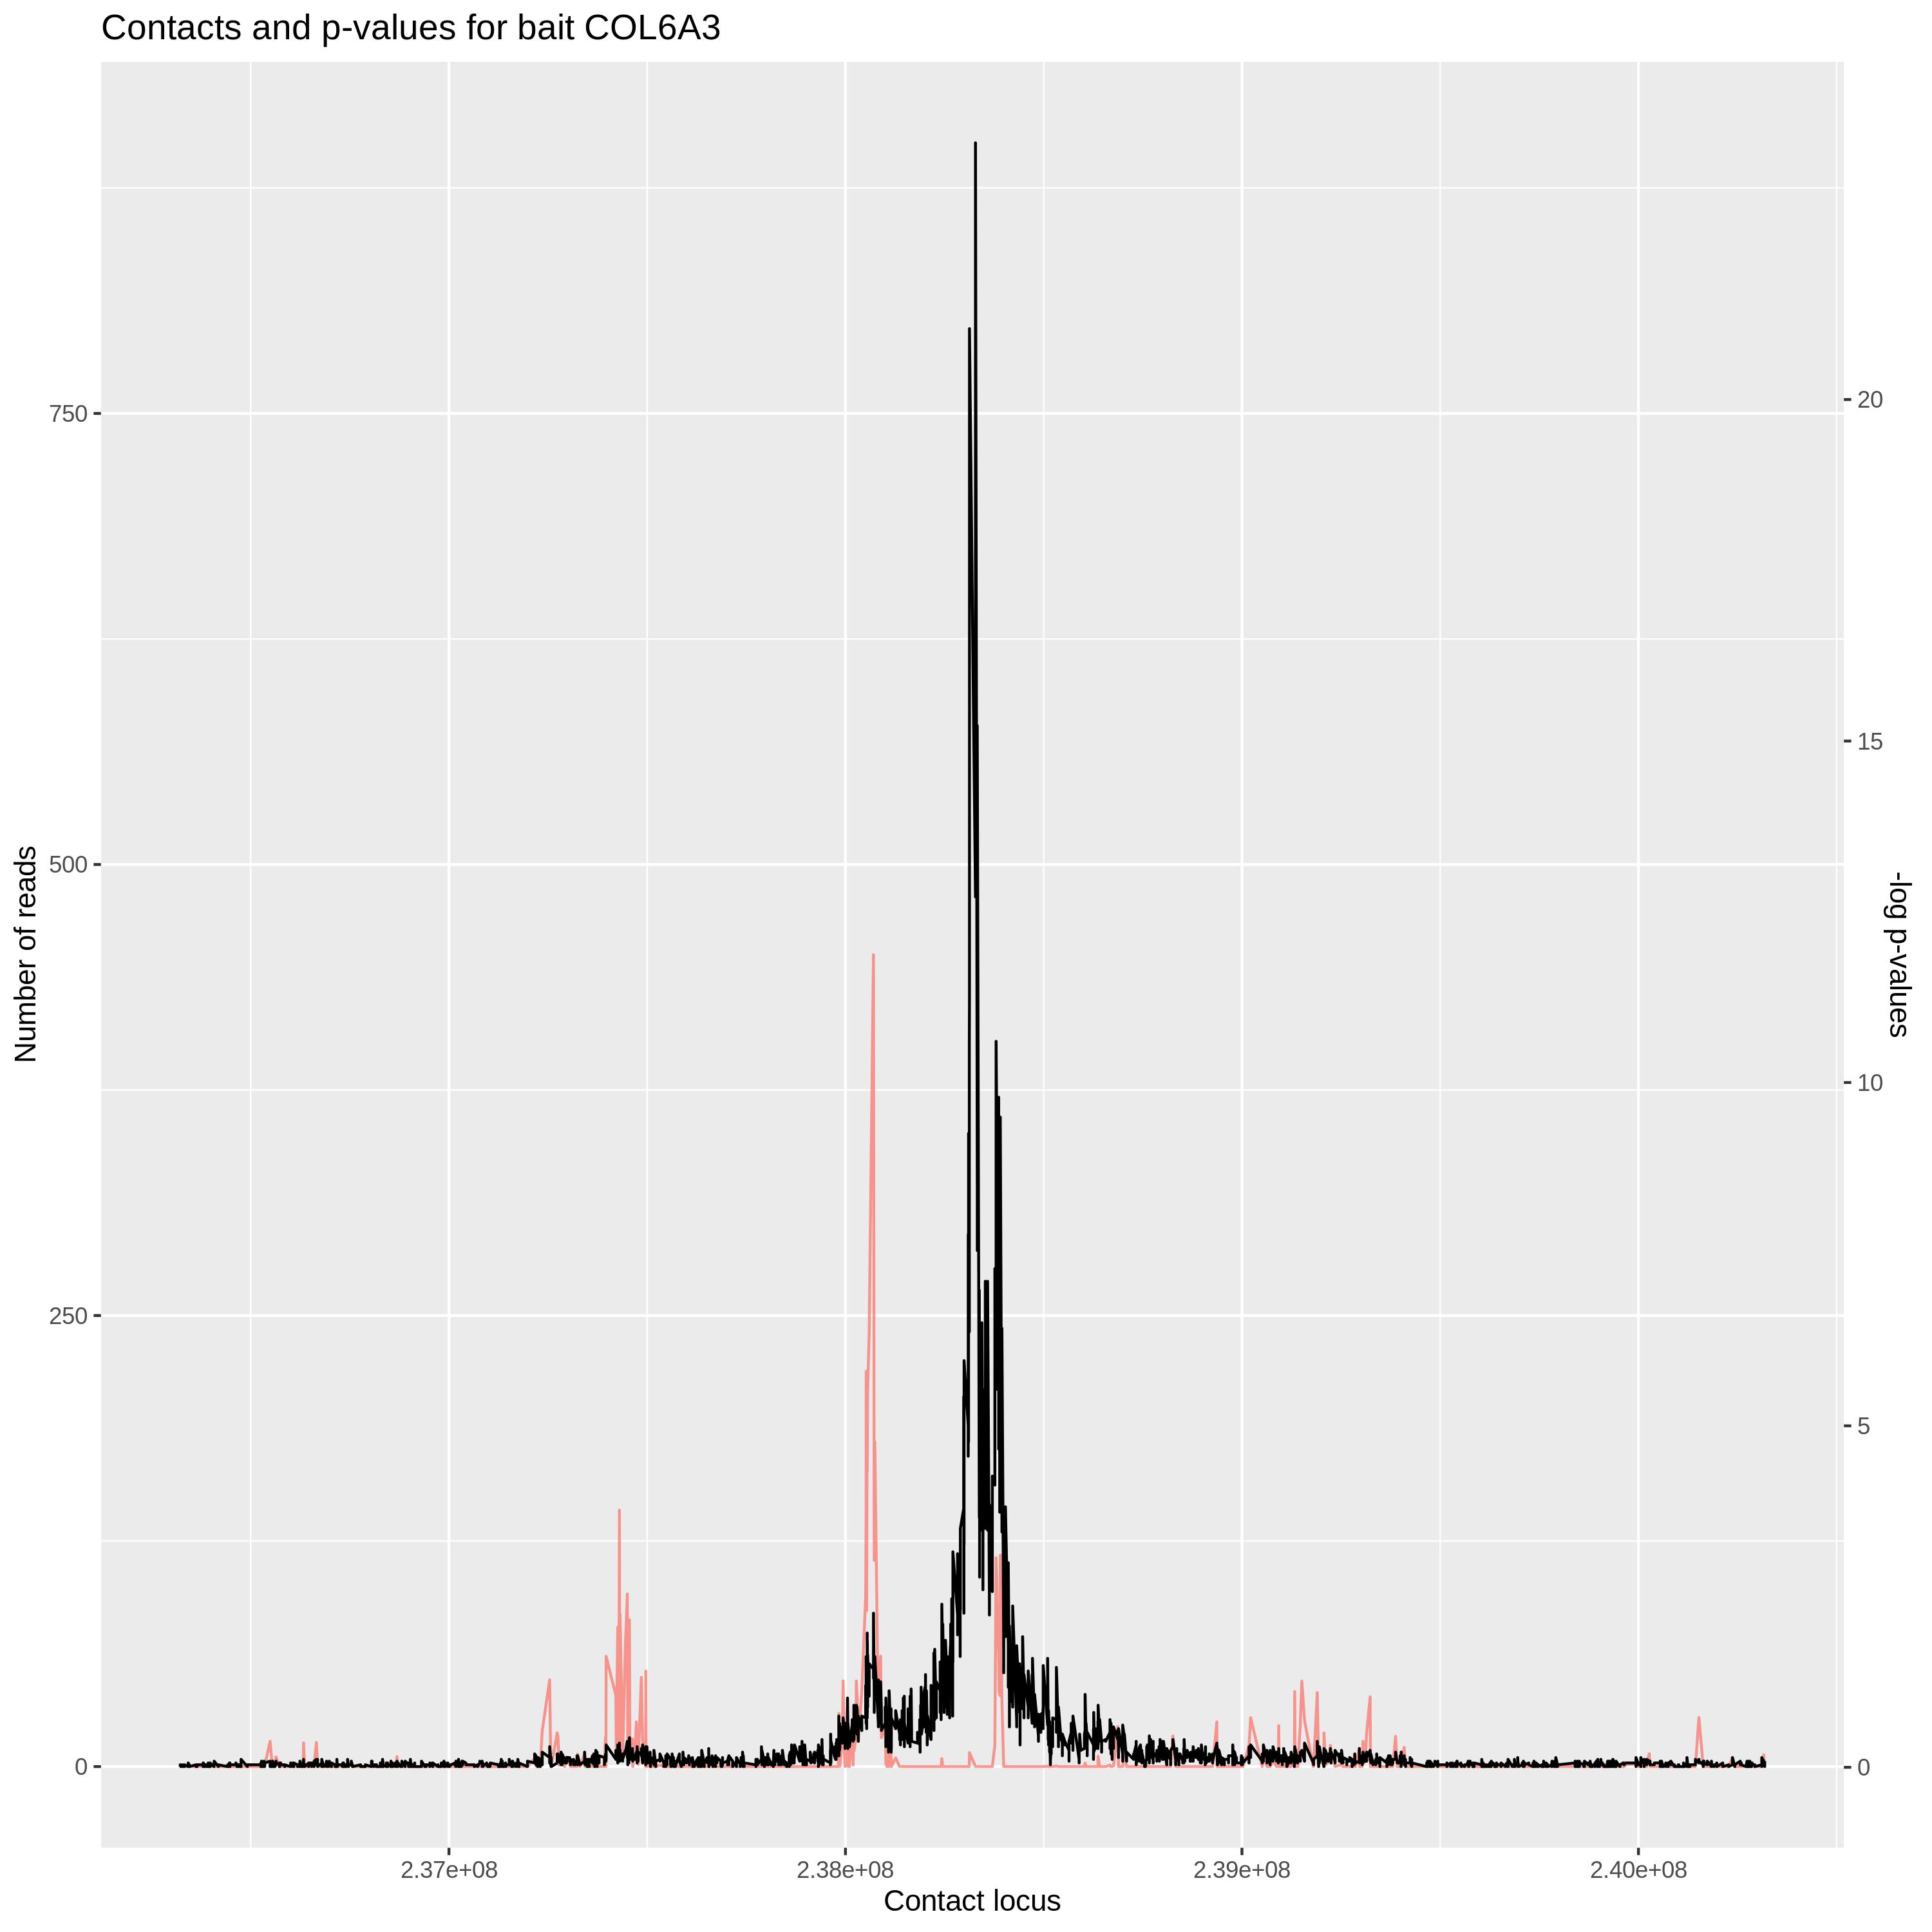 Contacts and p-values for bait COL6A3
Number of reads
750
500
250
0
20
15
10
5
0
-log p-values
2.37e+08 2.38e+08 2.39e+08 2.40e+08
Contact locus